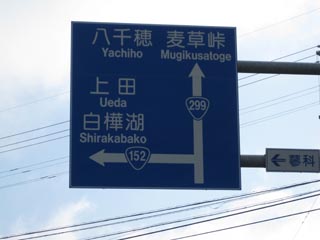 八千穂 麦草峠
Yachiho Mugikusatoge
上田
Ueda
299
白樺湖
Shirakabako
152
蓼科